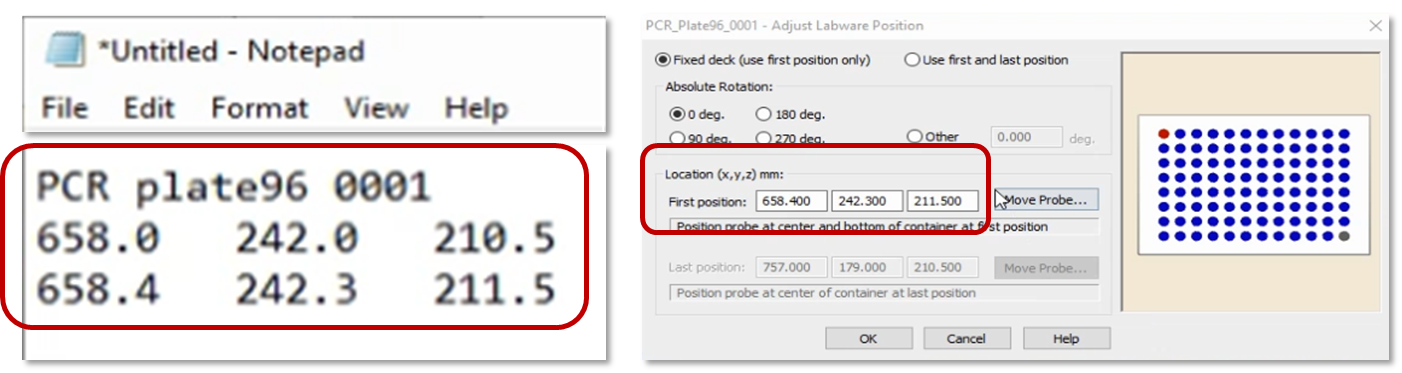 *Untitled - Notepad
File Edit Format View Help
PCR plate96 0001
658.0 242.0 210.5
658.4 242.3 211.5
PCR_Plate96_0001 - Adjust Labware Position
Fixed deck (use first position only) Use first and last position
Absolute Rotation:
0 deg. 180 deg.
90 deg. 270 deg. Other 0.000 deg.
Location (x,y,z) mm:
First position: 658.400 242.300 211.500 Move Probe...
Position probe at center and bottom of container at first position
Last position: 757.000 179.000 210.500 Move Probe...
Position probe at center of container at last position
OK Cancel Help